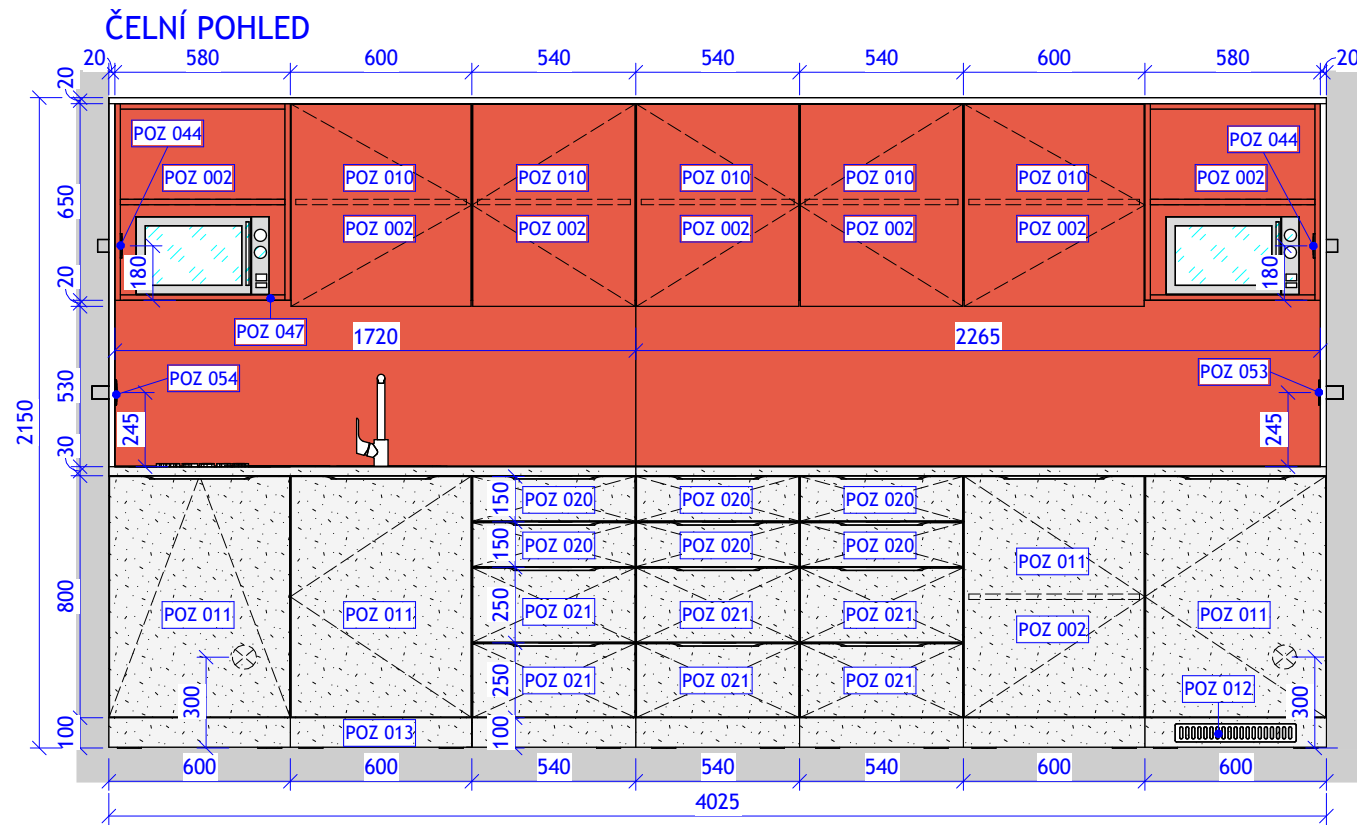 ČELNÍ POHLED
20 580 600 540 540 540 600 580 20
20
POZ 044 POZ 044
POZ 002 POZ 010 POZ 010 POZ 010 POZ 010 POZ 010 POZ 002
650
POZ 002 POZ 002 POZ 002 POZ 002 POZ 002
180 180
20
POZ 047
1720 2265
POZ 054 POZ 053
530
2150
245 245
30
150 POZ 020 POZ 020 POZ 020
150 POZ 020 POZ 020 POZ 020
POZ 011
800
POZ 011 POZ 011 250 POZ 021 POZ 021 POZ 021 POZ 002 POZ 011
250 POZ 021 POZ 021 POZ 021
POZ 012
300 300
100 POZ 013 100
600 600 540 540 540 600 600
4025